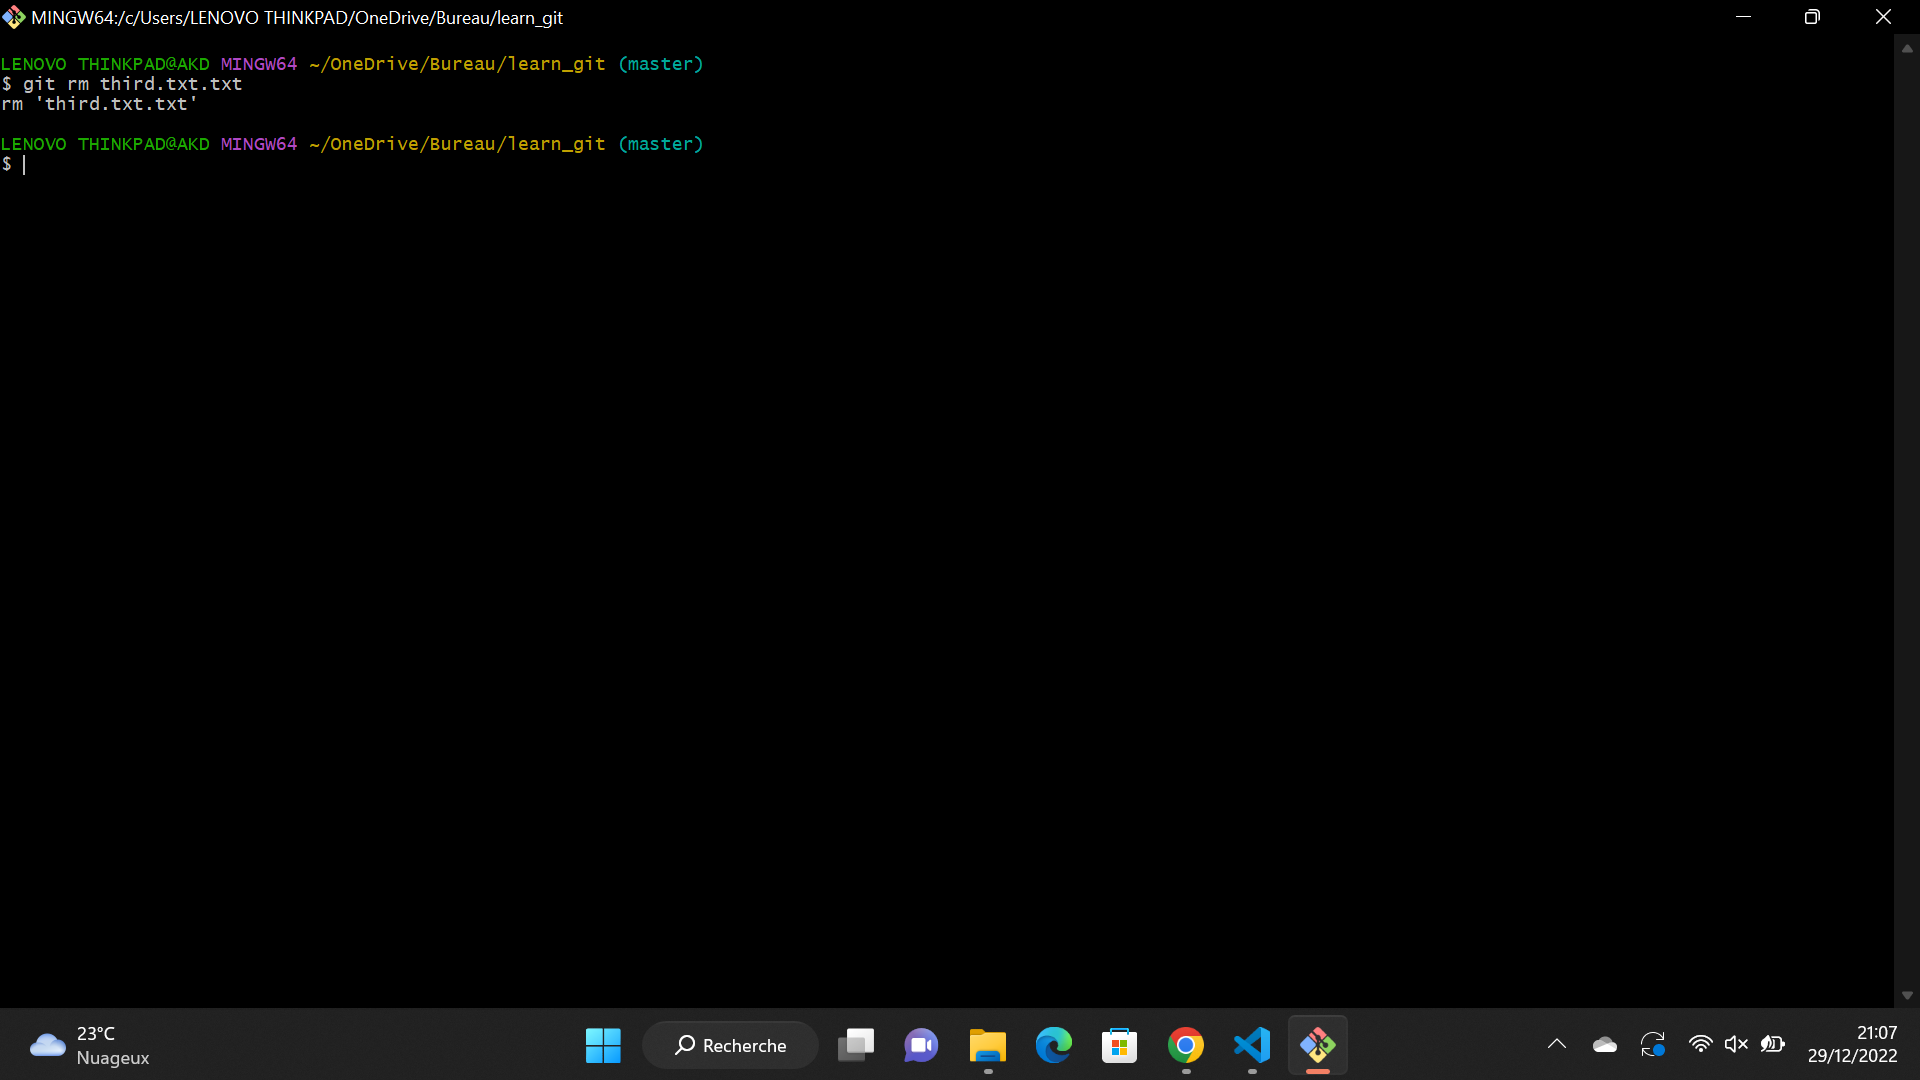 MINGW64:/c/Users/LENOVO THINKPAD/OneDrive/Bureau/learn_git
LENOVO THINKPAD@AKD MINGW64 ~/OneDrive/Bureau/learn_git (master)
$ git rm third.txt.txt
rm 'third.txt.txt'
LENOVO THINKPAD@AKD MINGW64 ~/OneDrive/Bureau/learn_git (master)
$
23°C
Nuageux
Recherche
21:07
29/12/2022